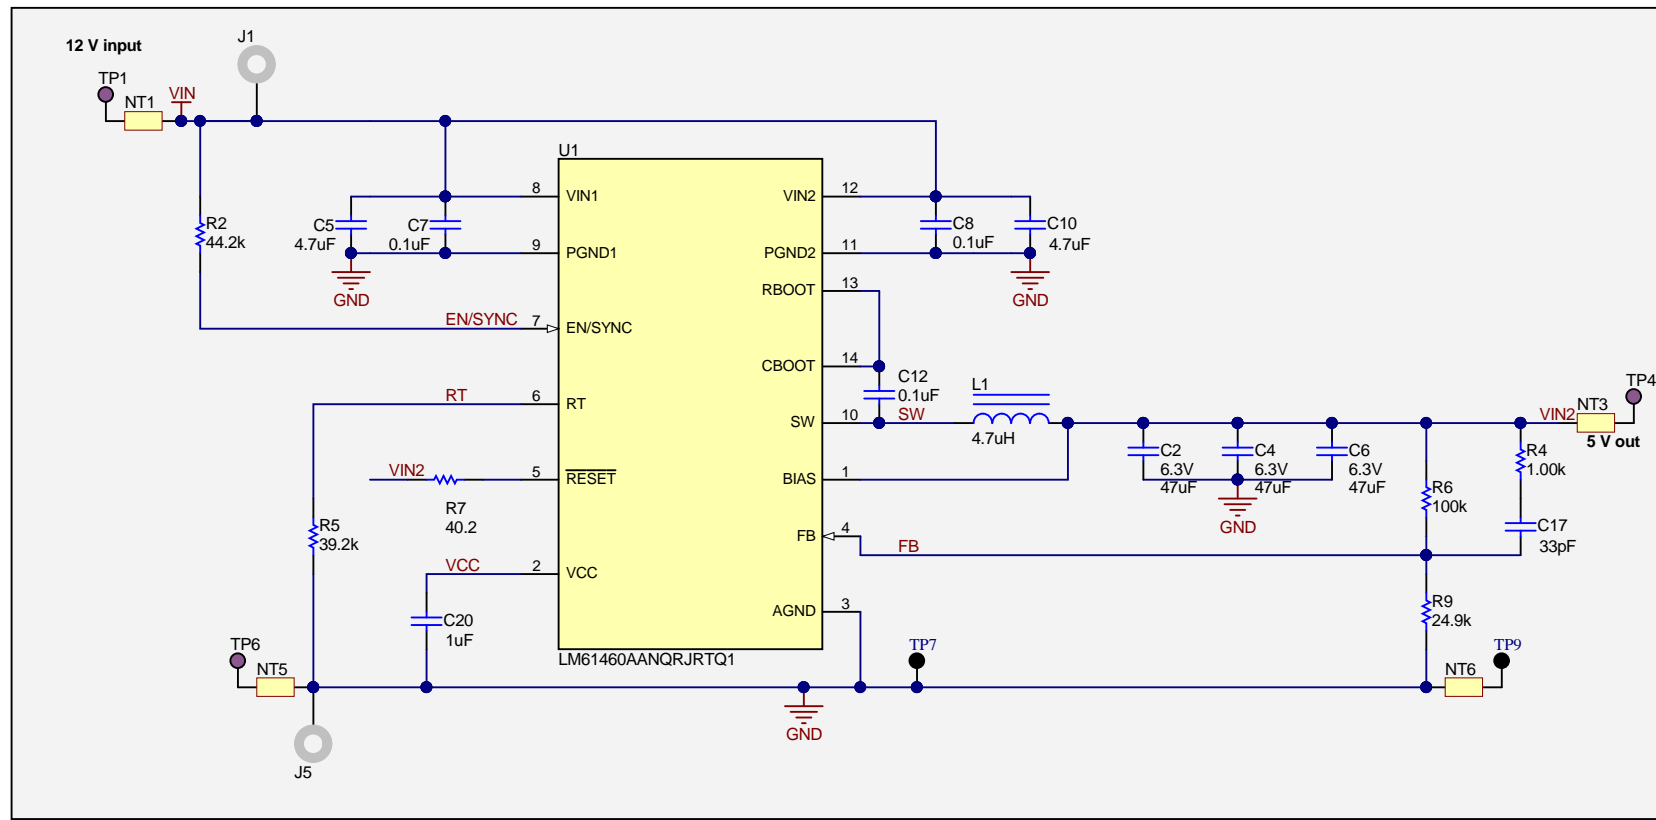 12 V input
J1
TP1
NT1
VIN
U1
8
VIN1
VIN2
12
R2
44.2k
C5
4.7uF
C7
0.1uF
C8
0.1uF
C10
4.7uF
9
PGND1
PGND2
11
GND
RBOOT
13
GND
EN/SYNC
7
EN/SYNC
CBOOT
14
C12
0.1uF
L1
TP4
RT
6
RT
SW
10
SW
4.7uH
VIN2
NT3
5 V out
VIN2
5
RESET
BIAS
1
C2
6.3V
47uF
C4
6.3V
47uF
C6
6.3V
47uF
R4
1.00k
R7
40.2
R6
100k
R5
39.2k
FB
4
FB
GND
C17
33pF
VCC
2
VCC
AGND
3
R9
24.9k
C20
1uF
LM61460AANQRJRTQ1
TP6
NT5
TP7
NT6
TP9
GND
J5